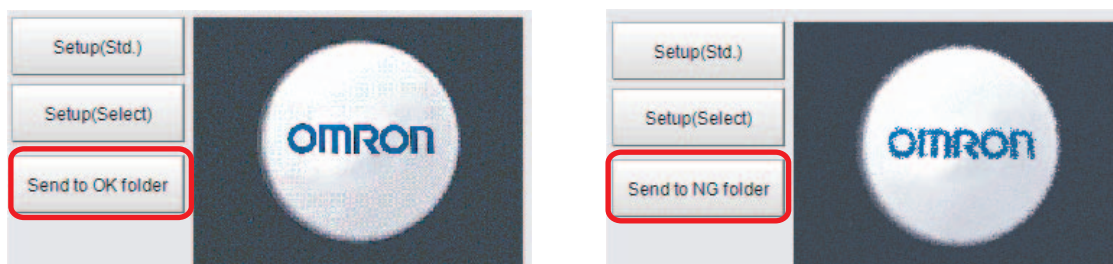 Setup(Std.)
Setup(Select)
Send to OK folder
OMRON
Setup(Std.)
Setup(Select)
Send to NG folder
OMRON